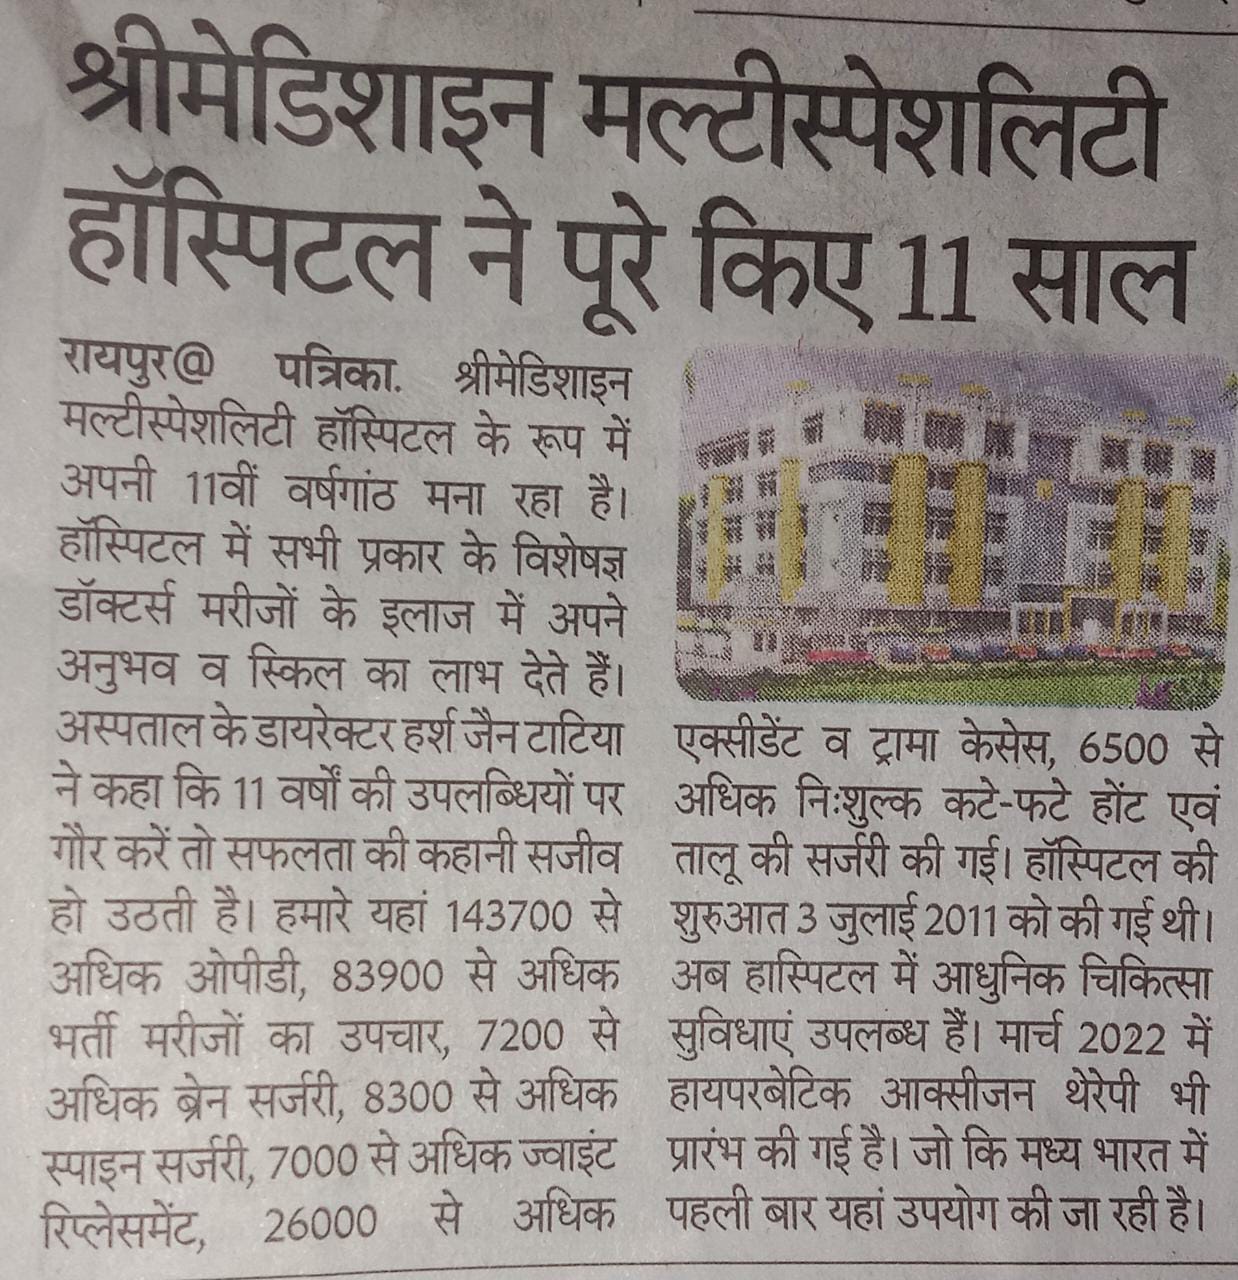 श्रीमेडिशाइन मल्टीस्पेशलिटी
हॉस्पिटल ने पूरे किए 11 साल
रायपुर@ पत्रिका. श्रीमेडिशाइन
मल्टीस्पेशलिटी हॉस्पिटल के रूप में
अपनी 11वीं वर्षगांठ मना रहा है।
हॉस्पिटल में सभी प्रकार के विशेषज्ञ
डॉक्टर्स मरीजों के इलाज में अपने
अनुभव व स्किल का लाभ देते हैं।
अस्पताल के डायरेक्टर हर्श जैन टाटिया
ने कहा कि 11 वर्षों की उपलब्धियों पर
गौर करें तो सफलता की कहानी सजीव
हो उठती है। हमारे यहां 143700 से
अधिक ओपीडी, 83900 से अधिक
भर्ती मरीजों का उपचार, 7200 से
अधिक ब्रेन सर्जरी, 8300 से अधिक
स्पाइन सर्जरी, 7000 से अधिक ज्वाइंट
रिप्लेसमेंट, 26000 से अधिक
एक्सीडेंट व ट्रामा केसेस, 6500 से
अधिक निःशुल्क कटे-फटे होंट एवं
तालू की सर्जरी की गई। हॉस्पिटल की
शुरुआत 3 जुलाई 2011 को की गई थी।
अब हास्पिटल में आधुनिक चिकित्सा
सुविधाएं उपलब्ध हैं। मार्च 2022 में
हायपरबेटिक आक्सीजन थेरेपी भी
प्रारंभ की गई है। जो कि मध्य भारत में
पहली बार यहां उपयोग की जा रही है।